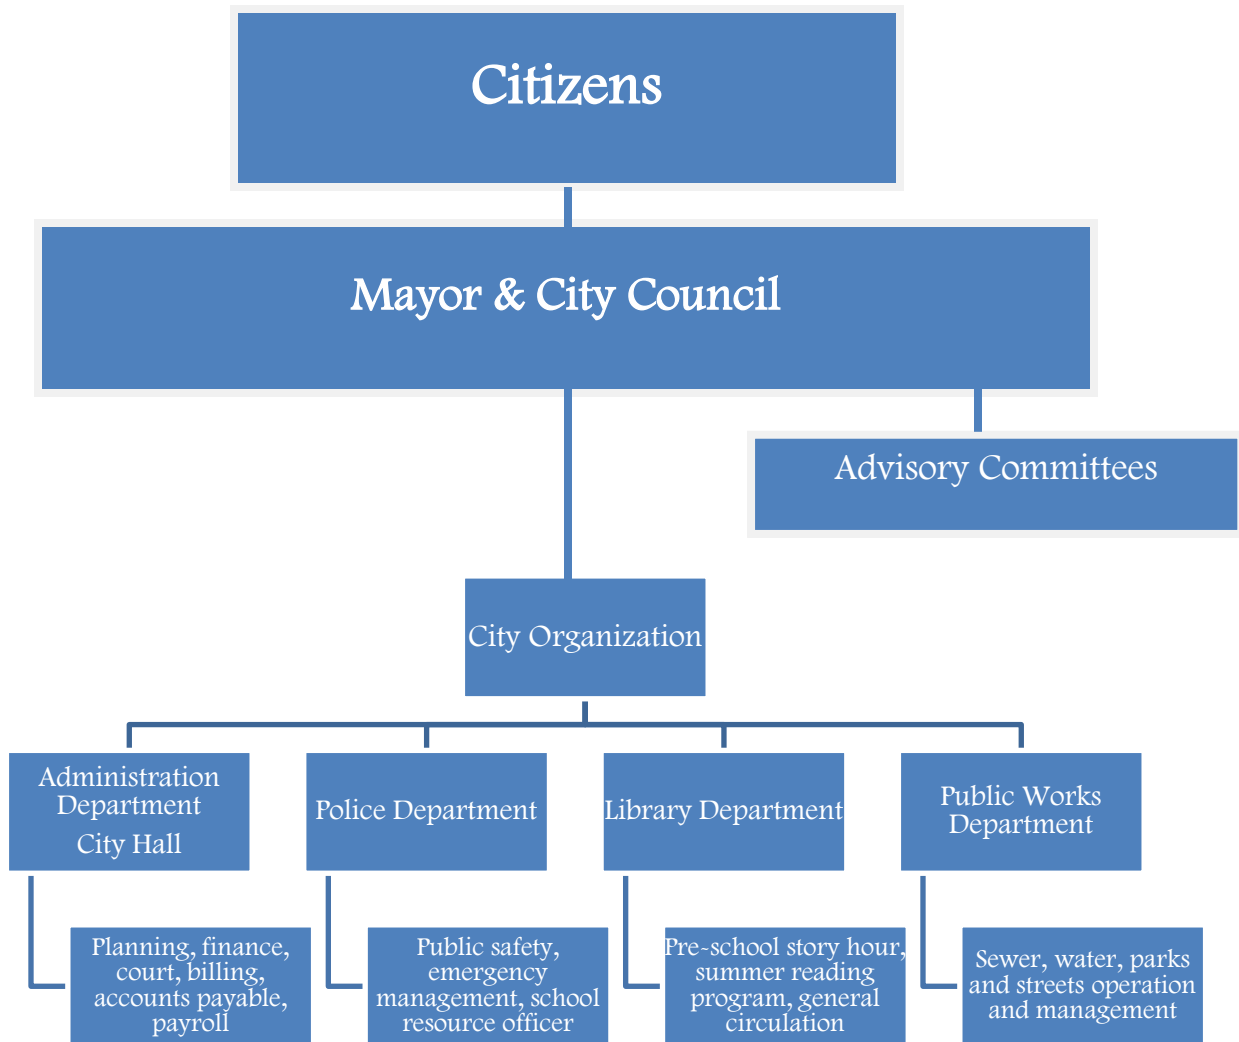 Citizens
Mayor & City Council
Advisory Committees
City Organization
Administration
Department
City Hall
Police Department
Library Department
Public Works
Department
Planning, finance,
court, billing,
accounts payable,
payroll
Public safety,
emergency
management, school
resource officer
Pre-school story hour,
summer reading
program, general
circulation
Sewer, water, parks
and streets operation
and management